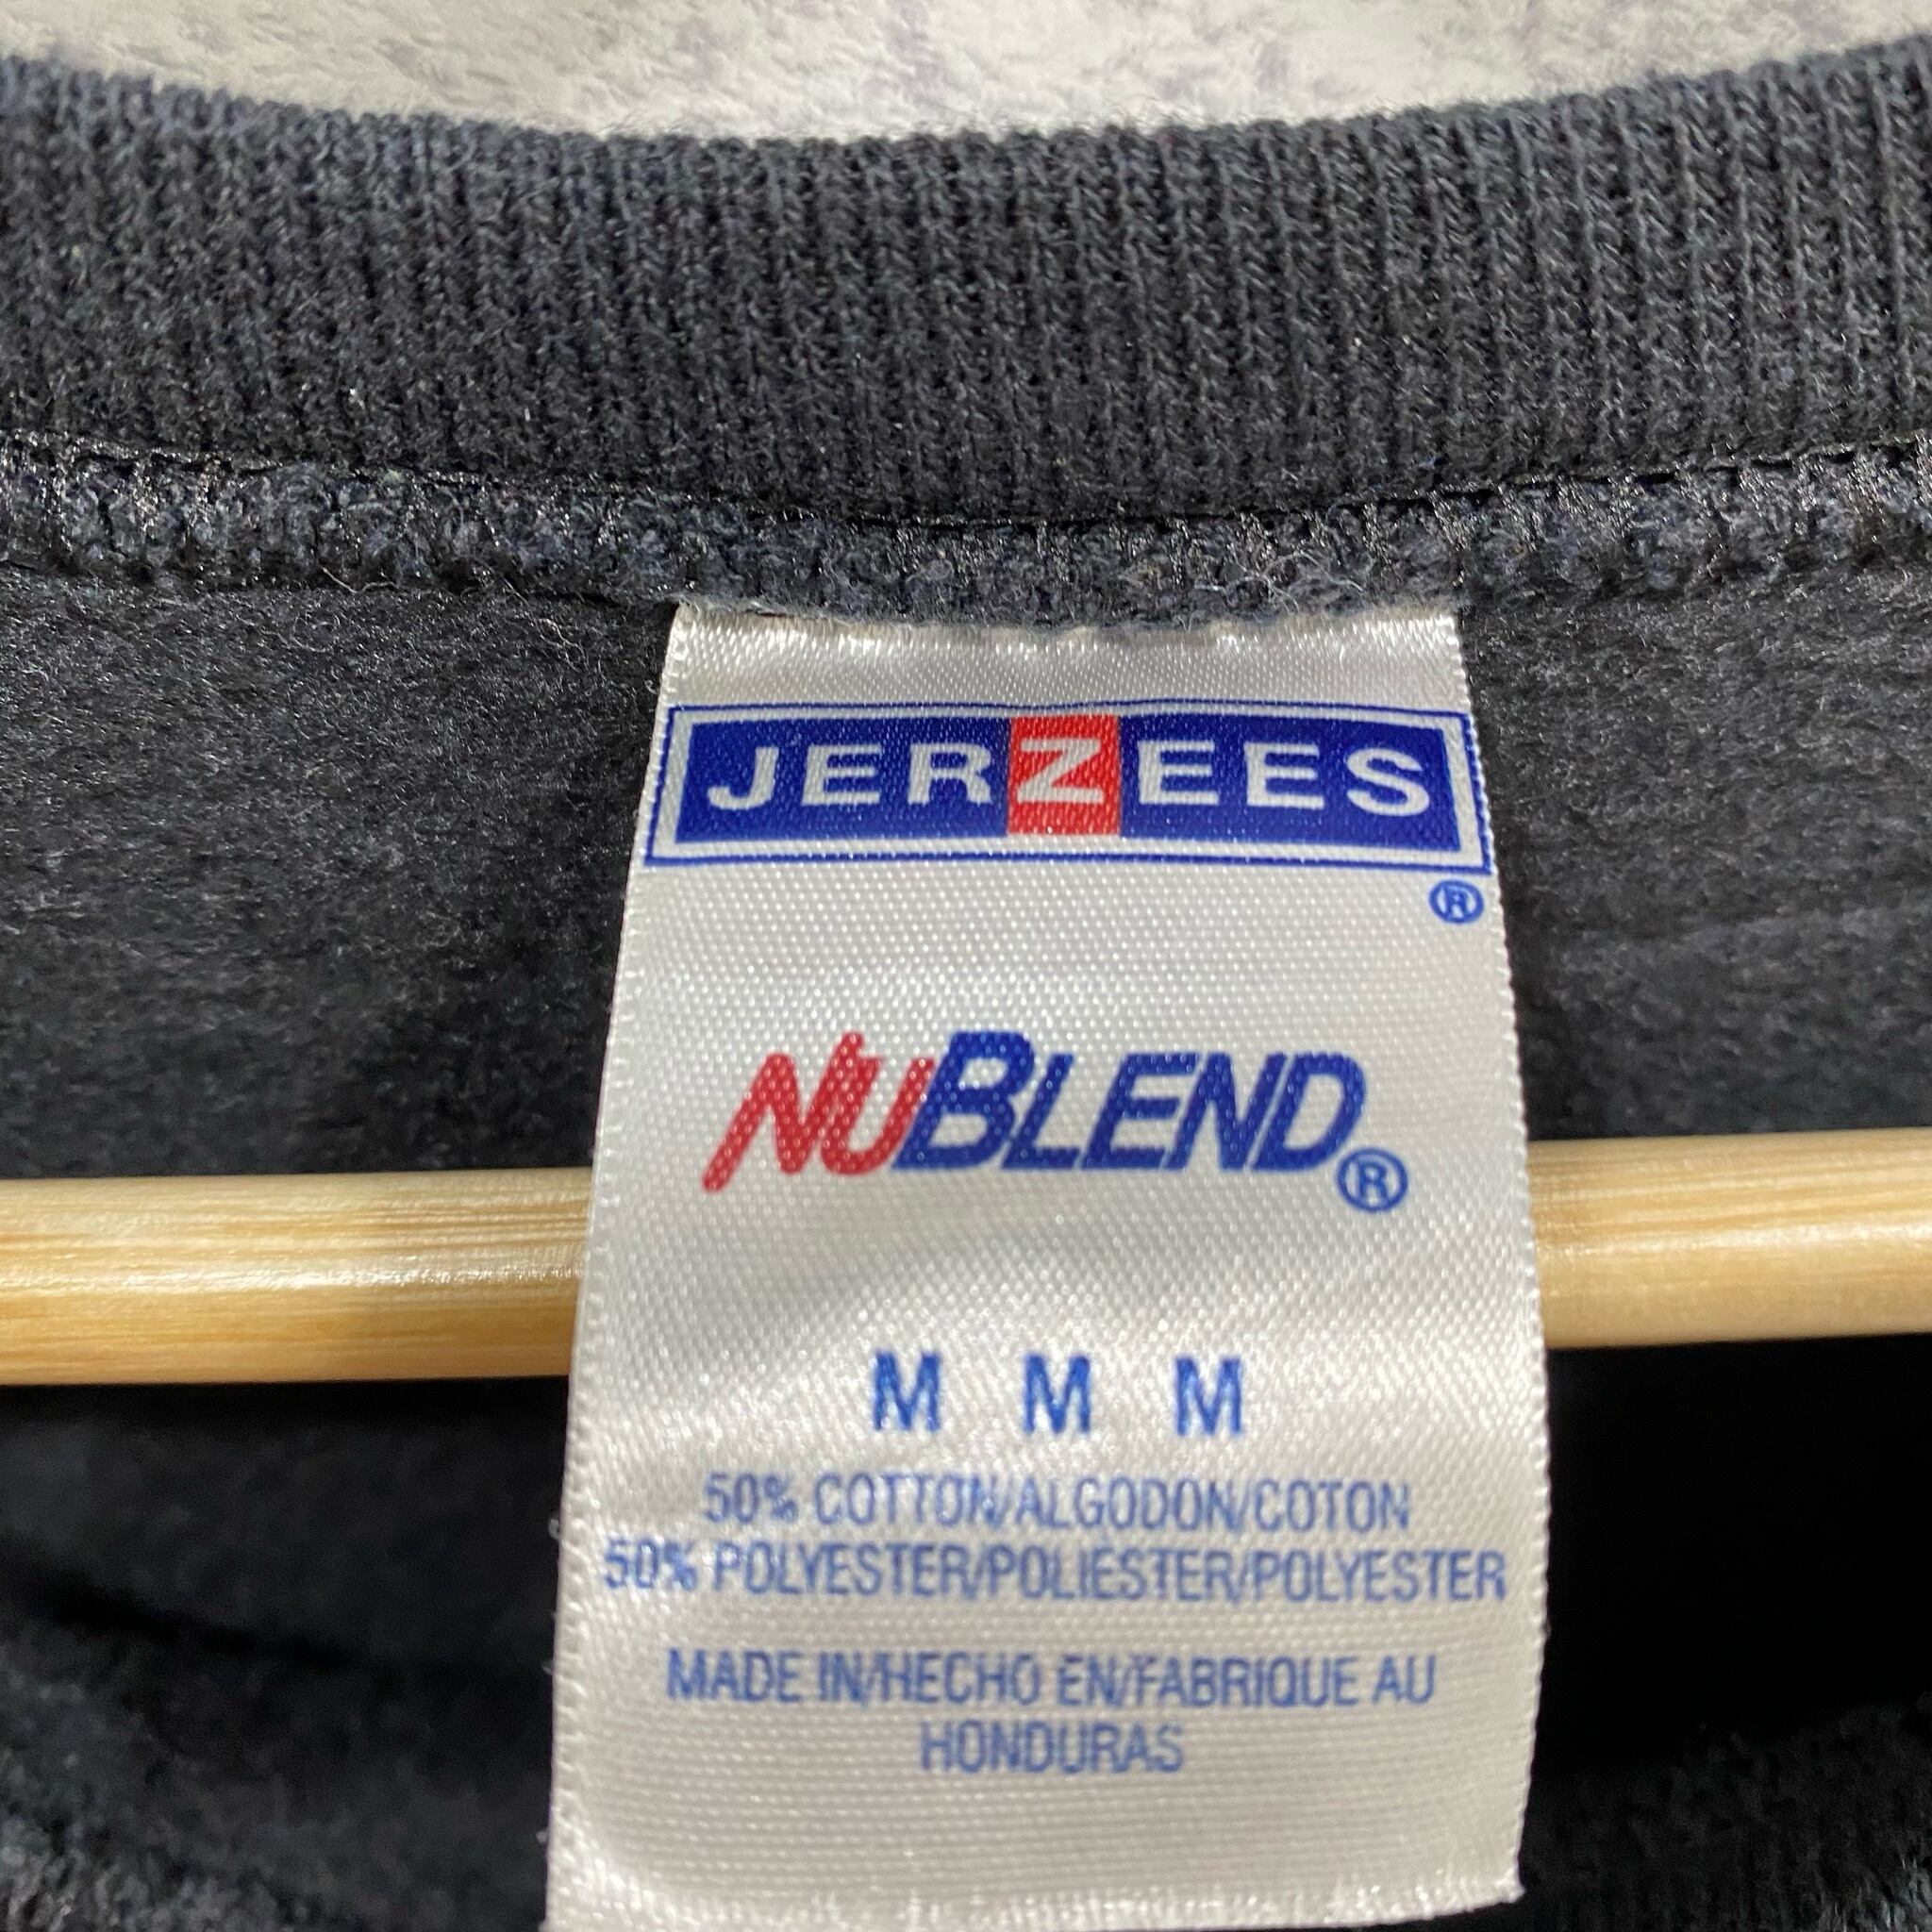 JERZEES
®
NUBLEND®
M M M
50% COTTON/ALGODON/COTON
50% POLYESTER/POLIESTER/POLYESTER
MADE IN/HECHO EN/FABRIQUE AU
HONDURAS